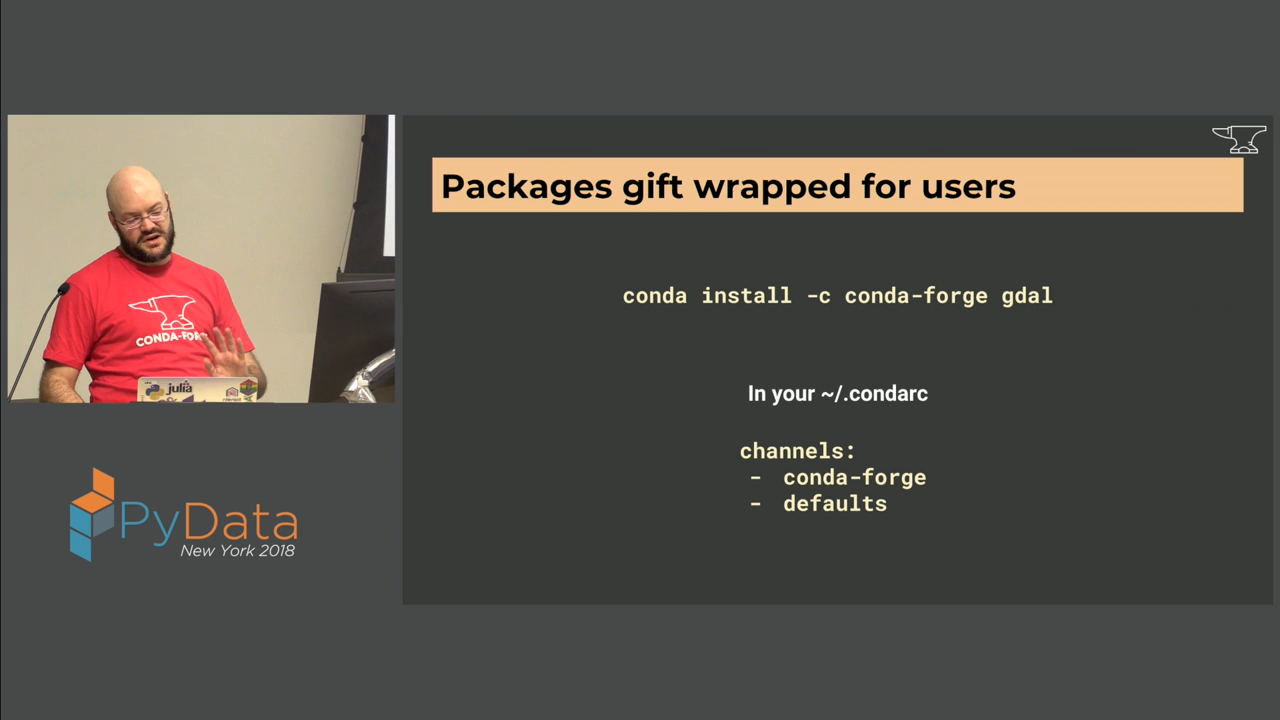 Packages gift wrapped for users
conda install -c conda-forge gdal
In your ~/.condarc
channels:
- conda-forge
- defaults
CONDA-FOR
julia
PyData
New York 2018